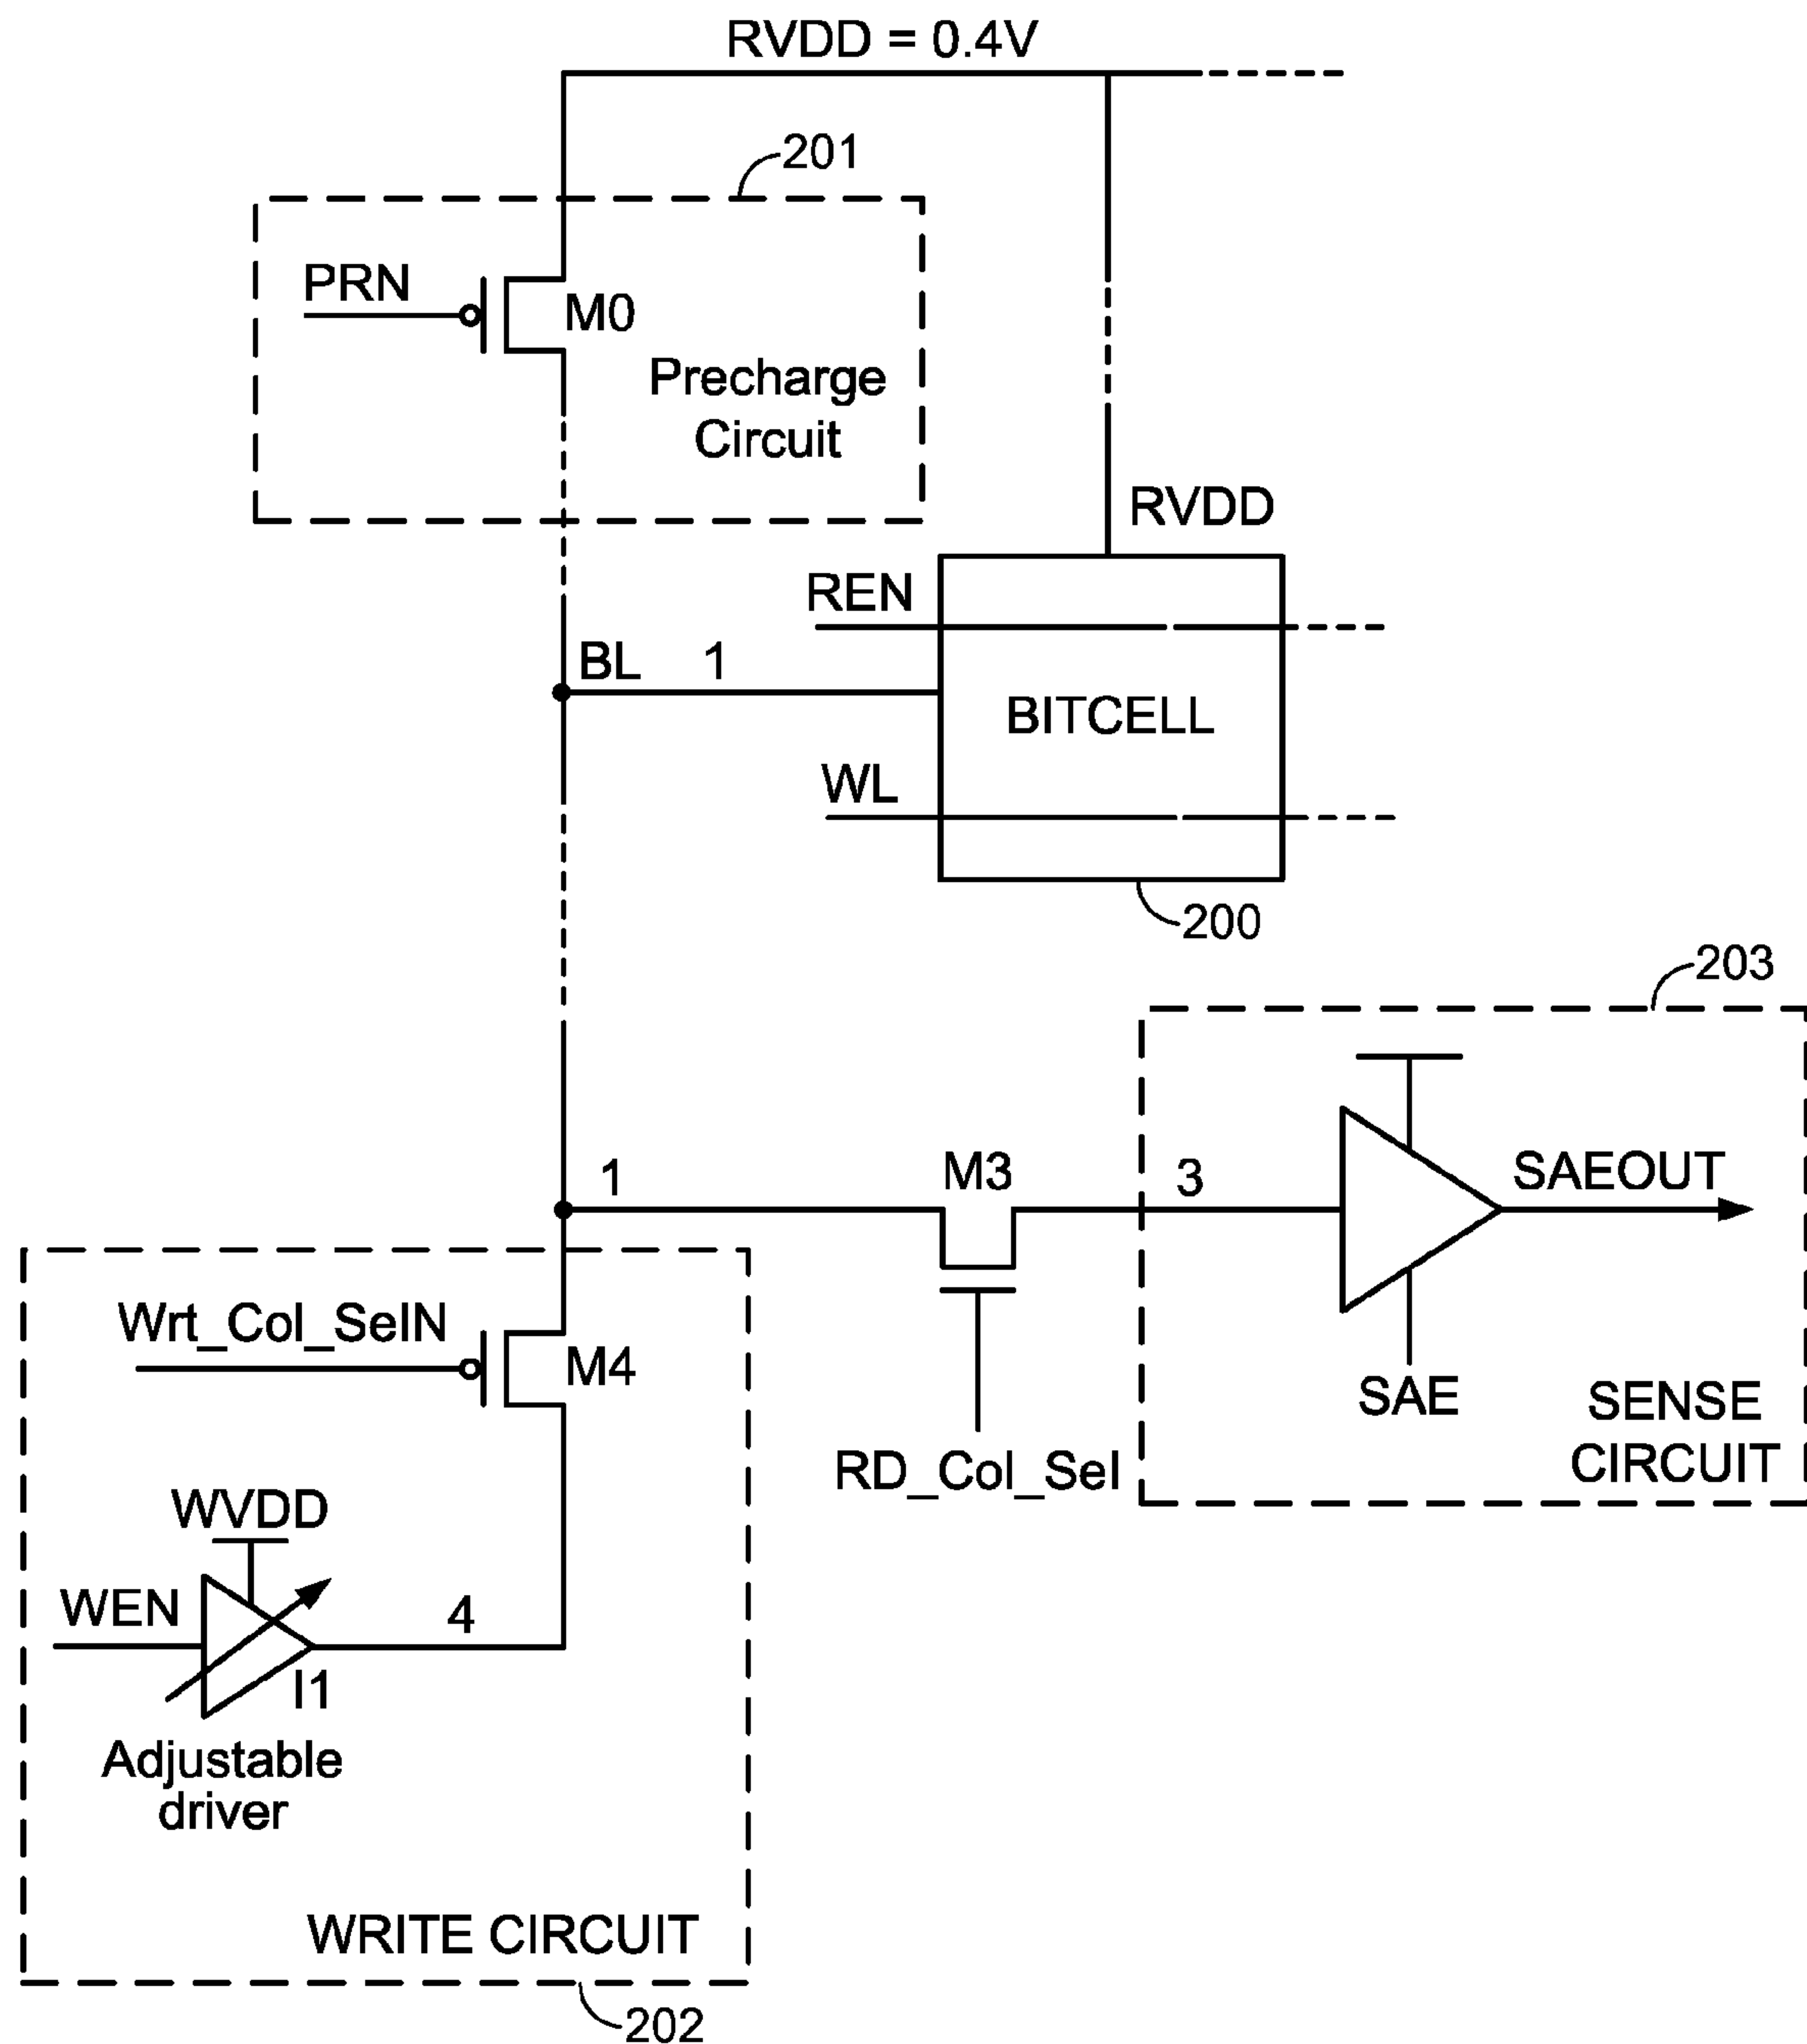 RVDD = 0.4V
201
PRN
M0
Precharge
Circuit
RVDD
REN
BL 1
BITCELL
WL
200
203
1
M3
3
SAEOUT
Wrt_Col_SelN
M4
SAE
SENSE
CIRCUIT
RD_Col_Sel
WVDD
WEN
4
I1
Adjustable
driver
WRITE CIRCUIT
202